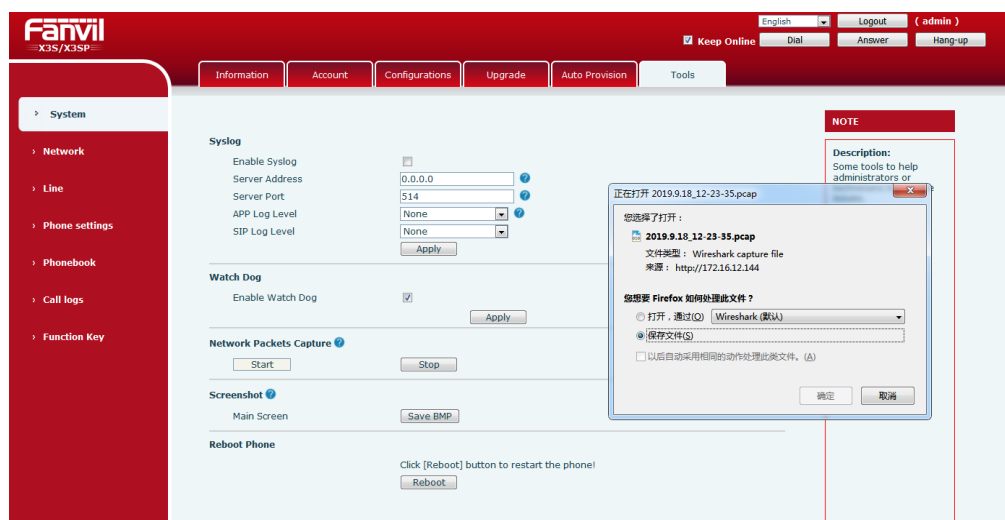 Fanvil
X3S/X3SP
English
Logout
( admin )
Keep Online
Dial
Answer
Hang-up
Information
Account
Configurations
Upgrade
Auto Provision
Tools
› System
› Network
› Line
› Phone settings
› Phonebook
› Call logs
› Function Key
Syslog
Enable Syslog
Server Address
0.0.0.0
Server Port
514
APP Log Level
None
SIP Log Level
None
Apply
Watch Dog
Enable Watch Dog
Apply
Network Packets Capture
Start
Stop
Screenshot
Main Screen
Save BMP
Reboot Phone
Click [Reboot] button to restart the phone!
Reboot
NOTE
Description:
Some tools to help
administrators or
正在打开 2019.9.18_12-23-35.pcap
您选择了打开：
2019.9.18_12-23-35.pcap
文件类型： Wireshark capture file
来源： http://172.16.12.144
您想要 Firefox 如何处理此文件？
打开，通过(O)
Wireshark (默认)
保存文件(S)
以后自动采用相同的动作处理此类文件。(A)
确定
取消